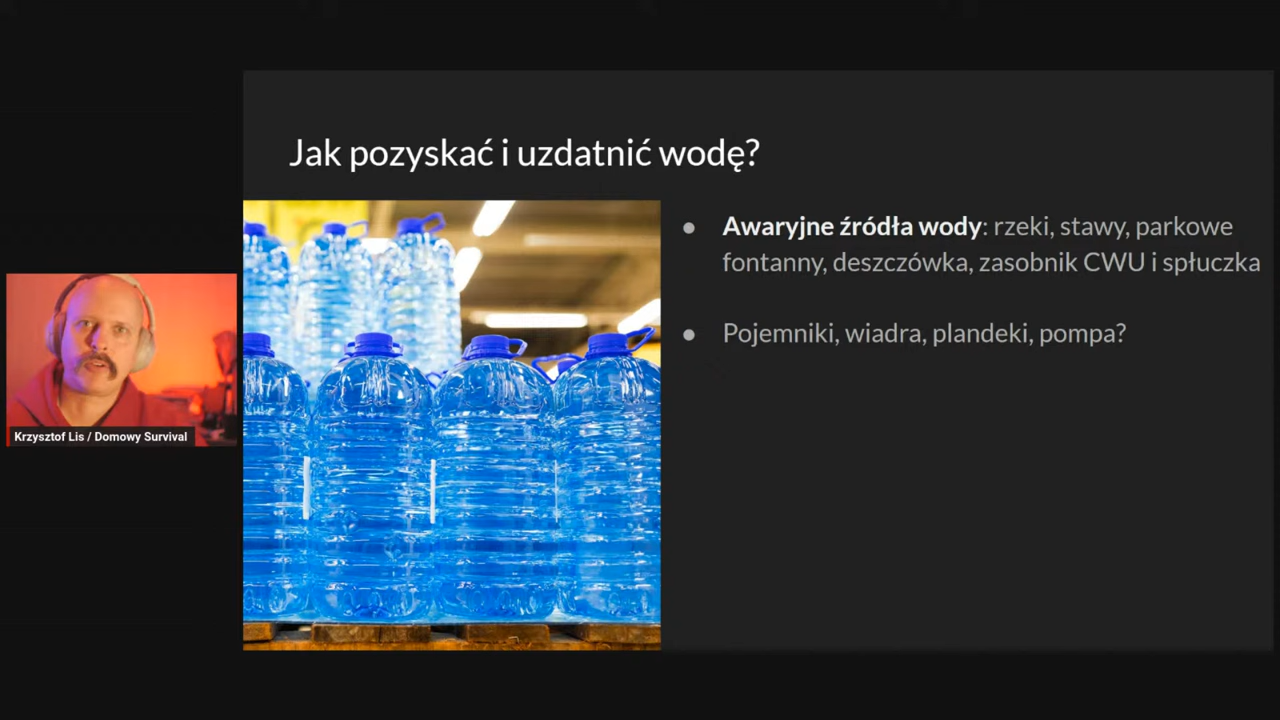 Jak pozyskać i uzdatnić wodę?
● Awaryjne źródła wody: rzeki, stawy, parkowe
fontanny, deszczówka, zasobnik CWU i spłuczka
● Pojemniki, wiadra, plandeki, pompa?
Krzysztof Lis / Domowy Survival